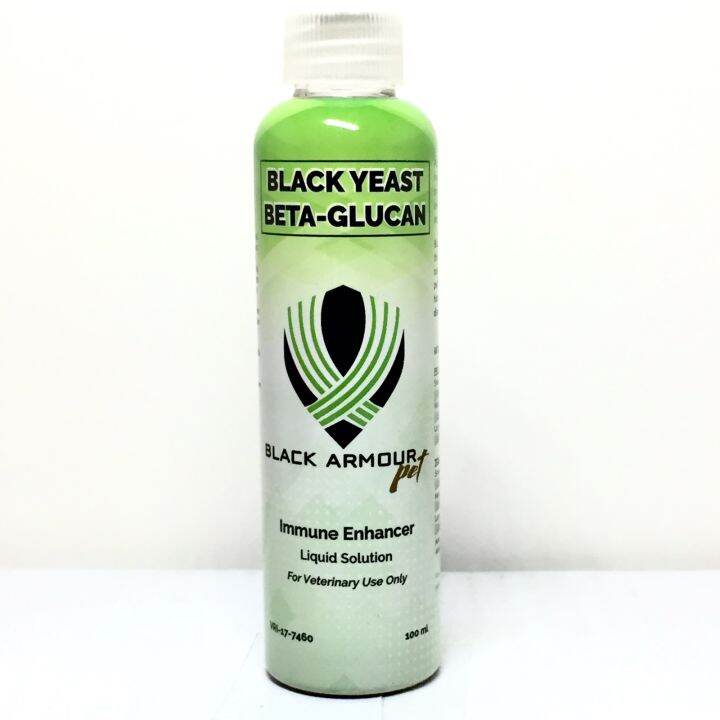 BLACK YEAST
BETA-GLUCAN
BLACK ARMOUR
pet
Immune Enhancer
Liquid Solution
For Veterinary Use Only
VRI-17-7460
100 ml